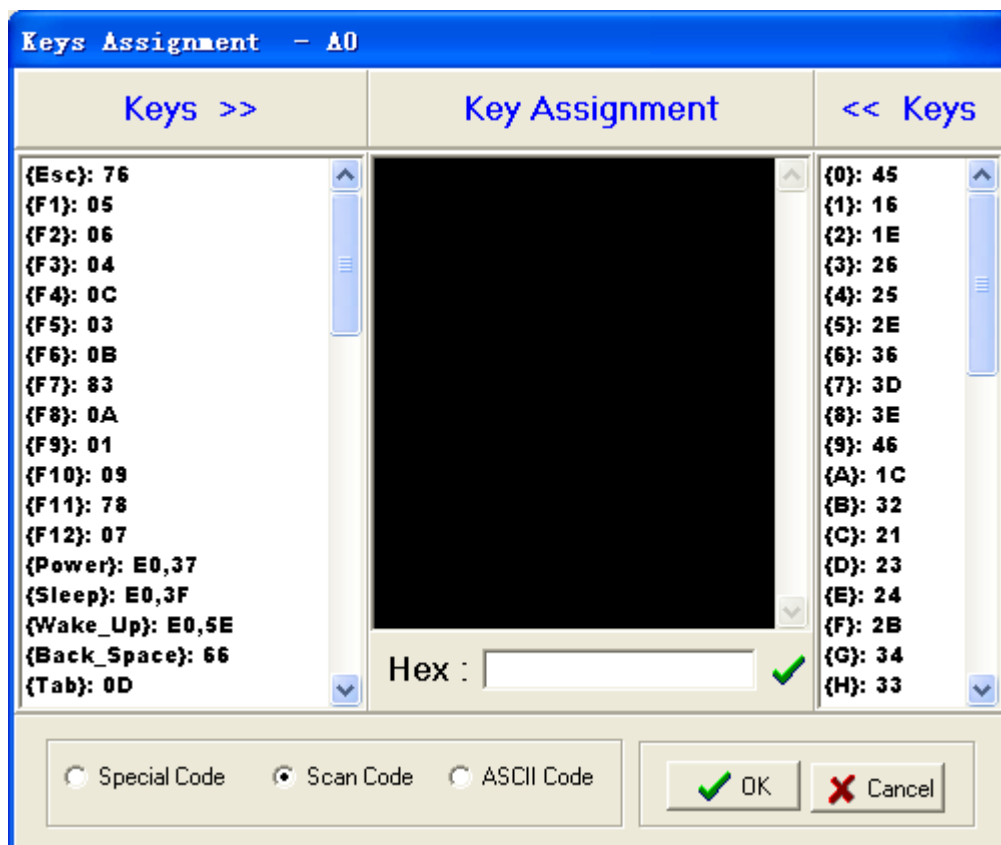 Keys Assignment - A0
Keys >>
Key Assignment
<< Keys
{Esc}: 76
{F1}: 05
{F2}: 06
{F3}: 04
{F4}: 0C
{F5}: 03
{F6}: 0B
{F7}: 83
{F8}: 0A
{F9}: 01
{F10}: 09
{F11}: 78
{F12}: 07
{Power}: E0,37
{Sleep}: E0,3F
{Wake_Up}: E0,5E
{Back_Space}: 66
{Tab}: 0D
Hex :
{0}: 45
{1}: 16
{2}: 1E
{3}: 26
{4}: 25
{5}: 2E
{6}: 36
{7}: 3D
{8}: 3E
{9}: 46
{A}: 1C
{B}: 32
{C}: 21
{D}: 23
{E}: 24
{F}: 2B
{G}: 34
{H}: 33
Special Code
Scan Code
ASCII Code
OK
Cancel